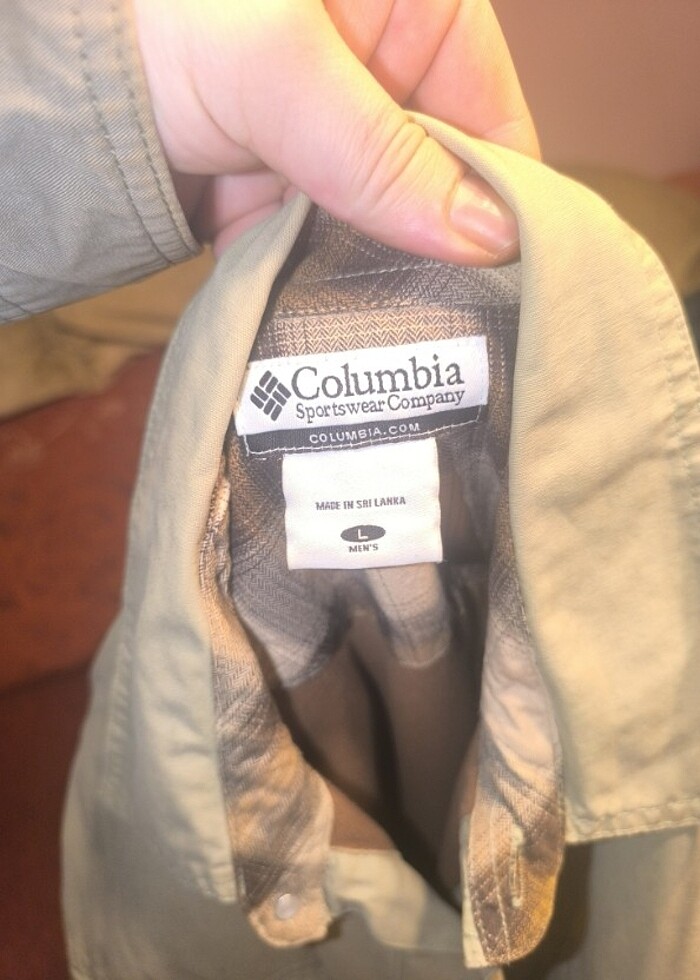 Columbia
Sportswear Company
COLUMBIA.COM
MADE IN SRI LANKA
L
MEN'S